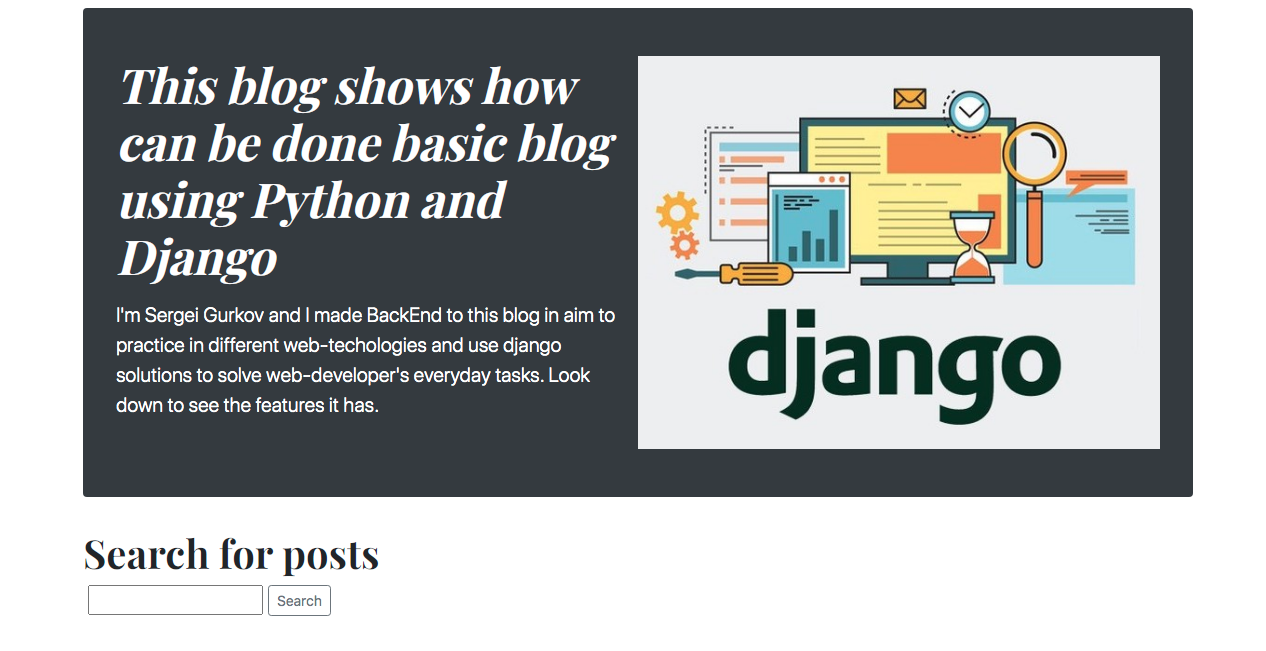 This blog shows how
can be done basic blog
using Python and
Django
I'm Sergei Gurkov and I made BackEnd to this blog in aim to
practice in different web-techologies and use django
solutions to solve web-developer's everyday tasks. Look
down to see the features it has.
django
Search for posts
Search